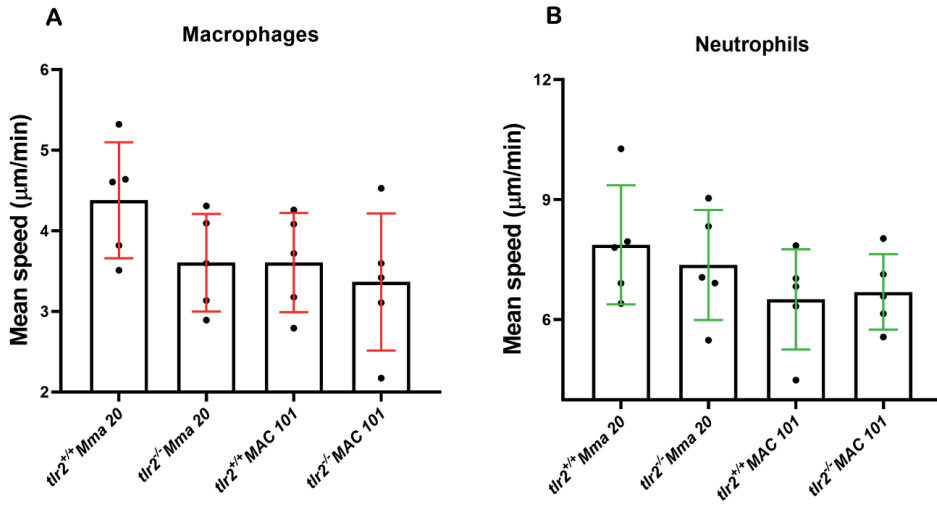 A
Macrophages
Mean speed (μm/min)
6
5
4
3
2
tlr2+/+ Mma 20
tlr2-/- Mma 20
tlr2+/+ MAC 101
tlr2-/- MAC 101
B
Neutrophils
Mean speed (μm/min)
12
9
6
tlr2+/+ Mma 20
tlr2-/- Mma 20
tlr2+/+ MAC 101
tlr2-/- MAC 101